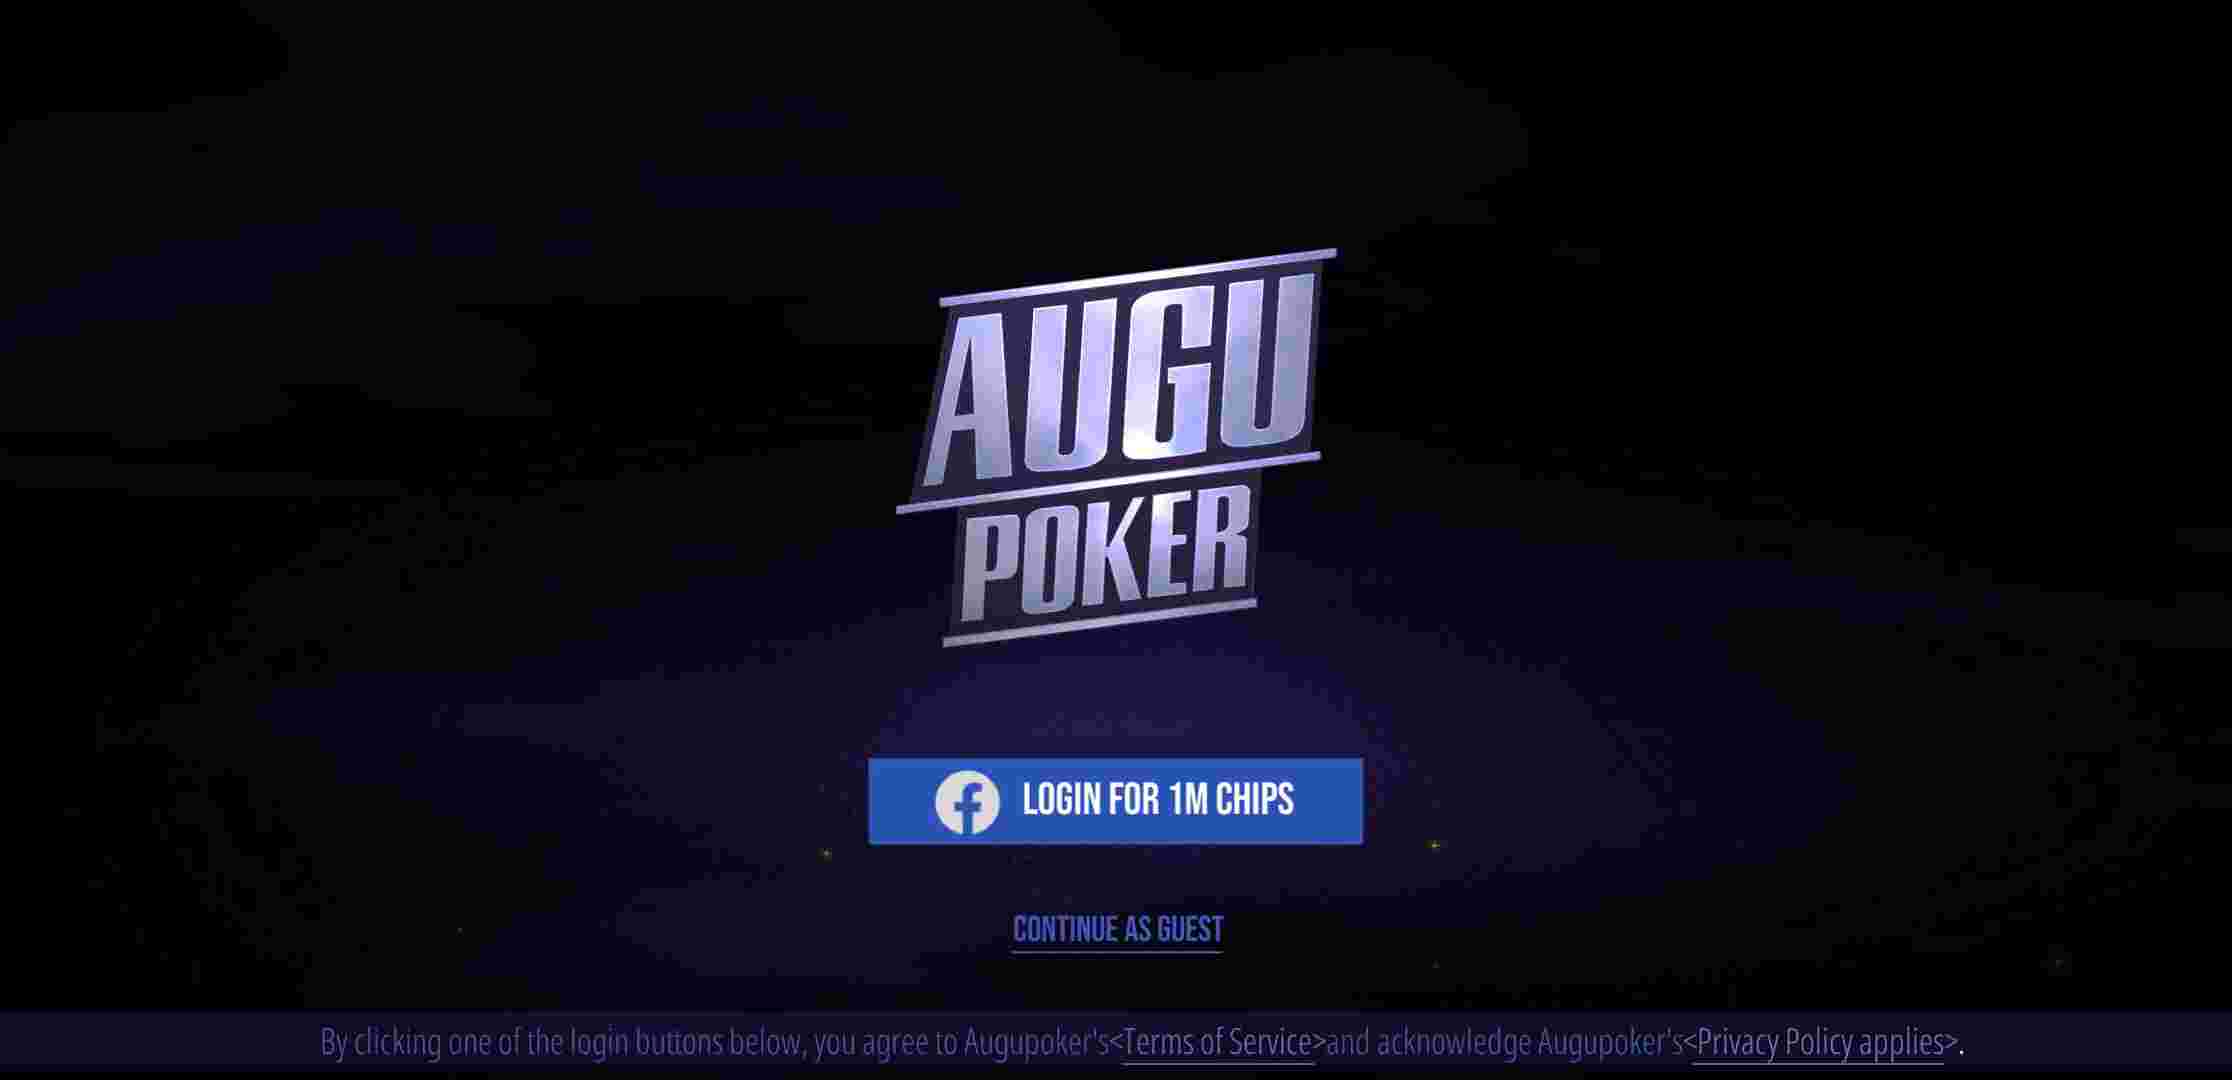 AUGU
POKER
LOGIN FOR 1M CHIPS
CONTINUE AS GUEST
By clicking one of the login buttons below, you agree to Augupoker's<Terms of Service>and acknowledge Augupoker's<Privacy Policy applies>.